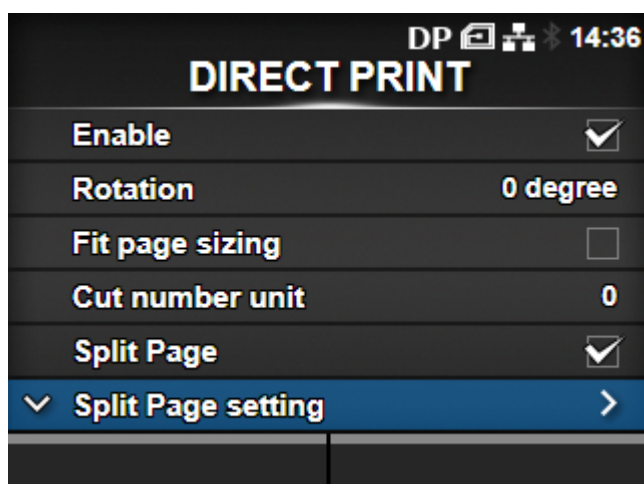 DP 14:36
DIRECT PRINT
Enable
Rotation 0 degree
Fit page sizing
Cut number unit 0
Split Page
Split Page setting